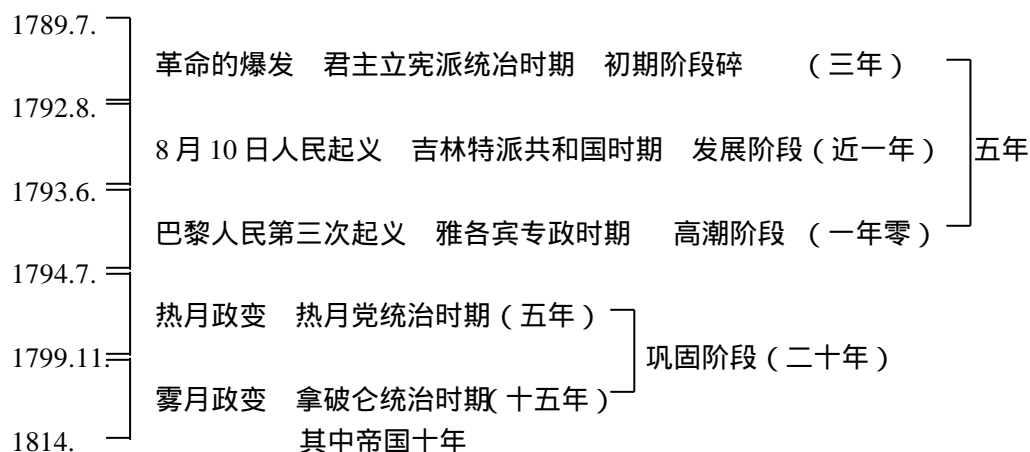 1789.7.
革命的爆发 君主立宪派统冶时期 初期阶段碎 （三年）
1792.8.
8月10日人民起义 吉林特派共和国时期 发展阶段（近一年） 五年
1793.6.
巴黎人民第三次起义 雅各宾专政时期 高潮阶段 （一年零）
1794.7.
热月政变 热月党统治时期（五年）
1799.11. 巩固阶段（二十年）
雾月政变 拿破仑统治时期（十五年）
1814. 其中帝国十年